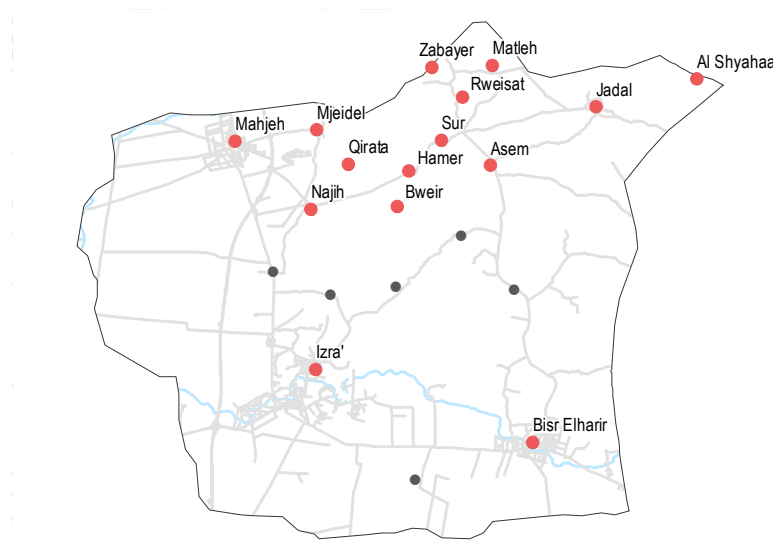 Zabayer
Matleh
Al Shyahaa
Rweisat
Jadal
Mjeidel
Mahjeh
Sur
Qirata
Hamer
Asem
Najih
Bweir
Izra'
Bisr Elharir